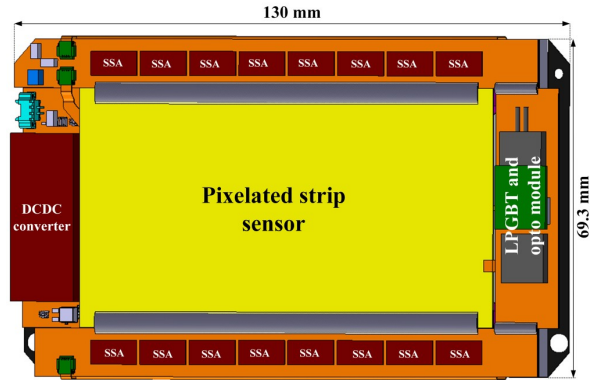 130 mm
SSA SSA SSA SSA SSA SSA SSA SSA
Pixelated strip
sensor
DCDC
converter
LPGBT and
opto module
69.3 mm
SSA SSA SSA SSA SSA SSA SSA SSA